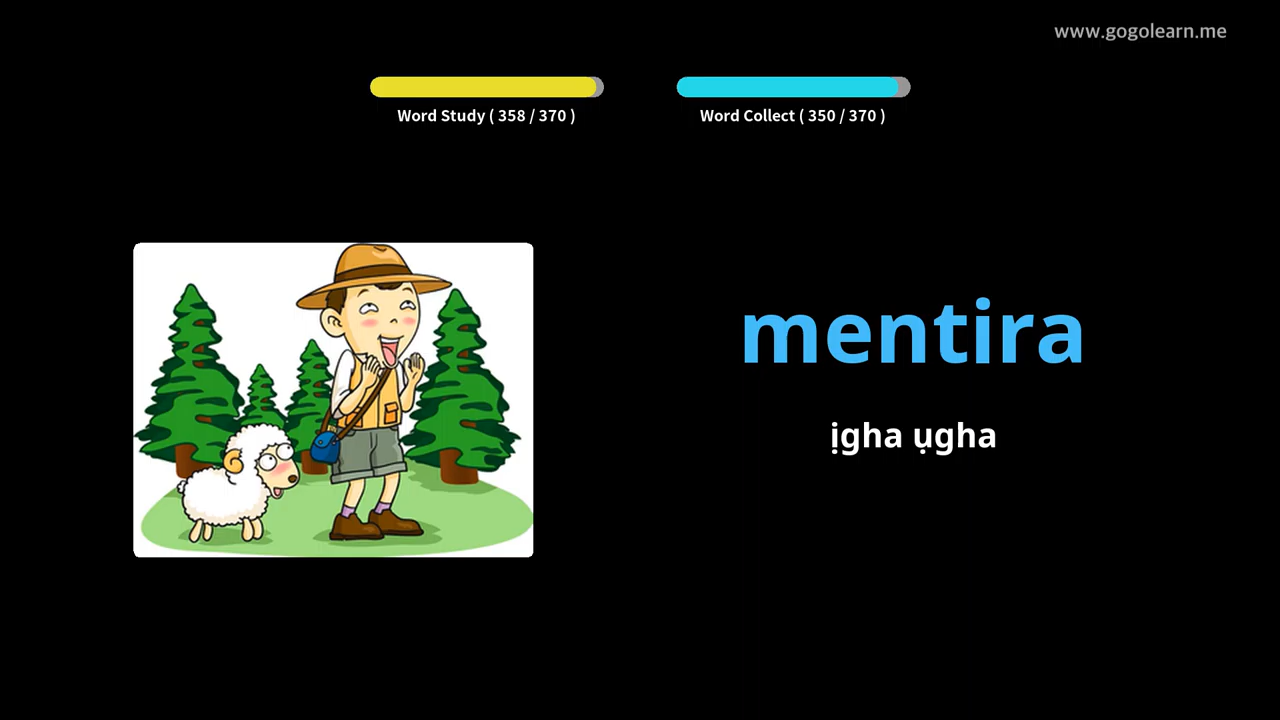 www.gogolearn.me
Word Study ( 358 / 370 )
Word Collect ( 350 / 370 )
mentira
ịgha ụgha